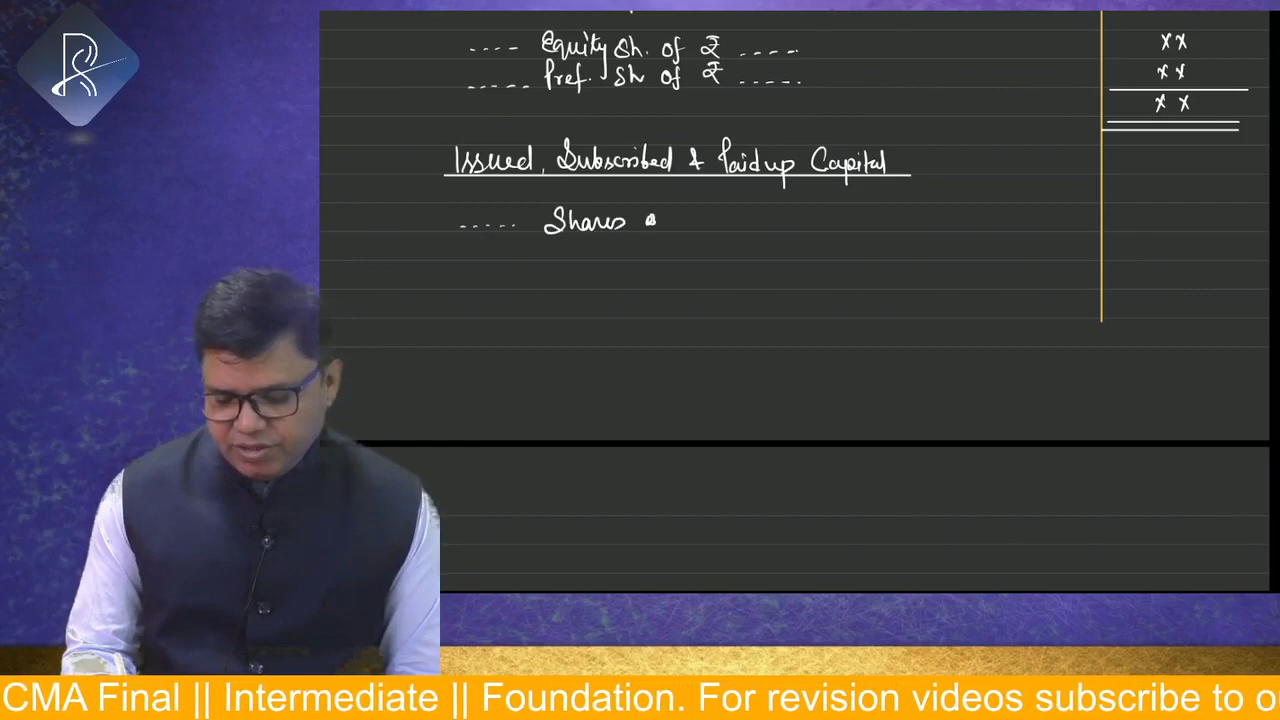 ---- Equity Sh. of ₹ ---- xx
----- Pref. Sh of ₹ ----- xx
xx
Issued, Subscribed & Paidup Capital
----- Shares
CMA Final || Intermediate || Foundation. For revision videos subscribe to o